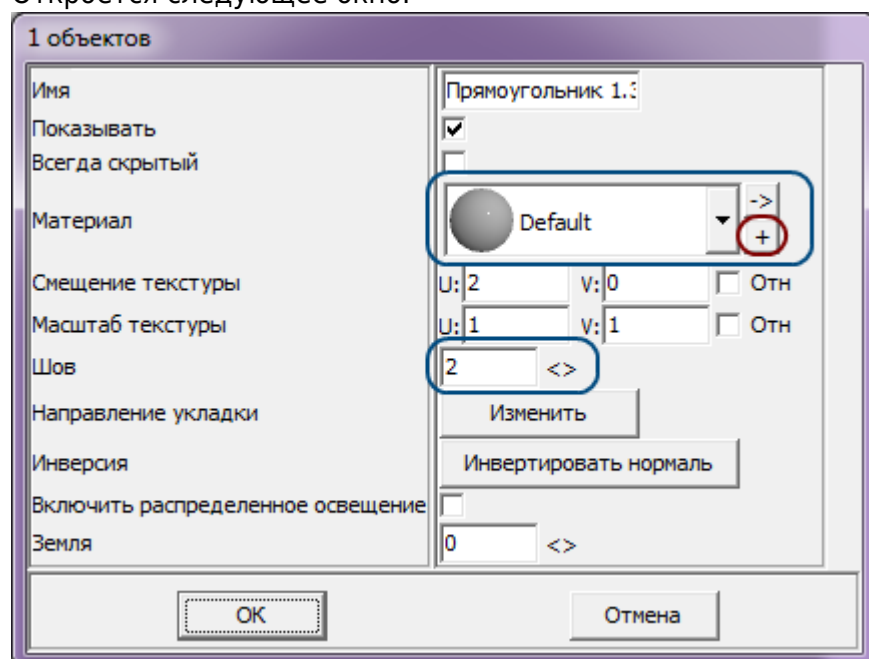 Откроется следующее окно:
1 объектов
Имя Прямоугольник 1.3
Показывать
Всегда скрытый
Материал Default -> +
Смещение текстуры U: 2 V: 0 Отн
Масштаб текстуры U: 1 V: 1 Отн
Шов 2 <>
Направление укладки Изменить
Инверсия Инвертировать нормаль
Включить распределенное освещение
Земля 0 <>
OK Отмена